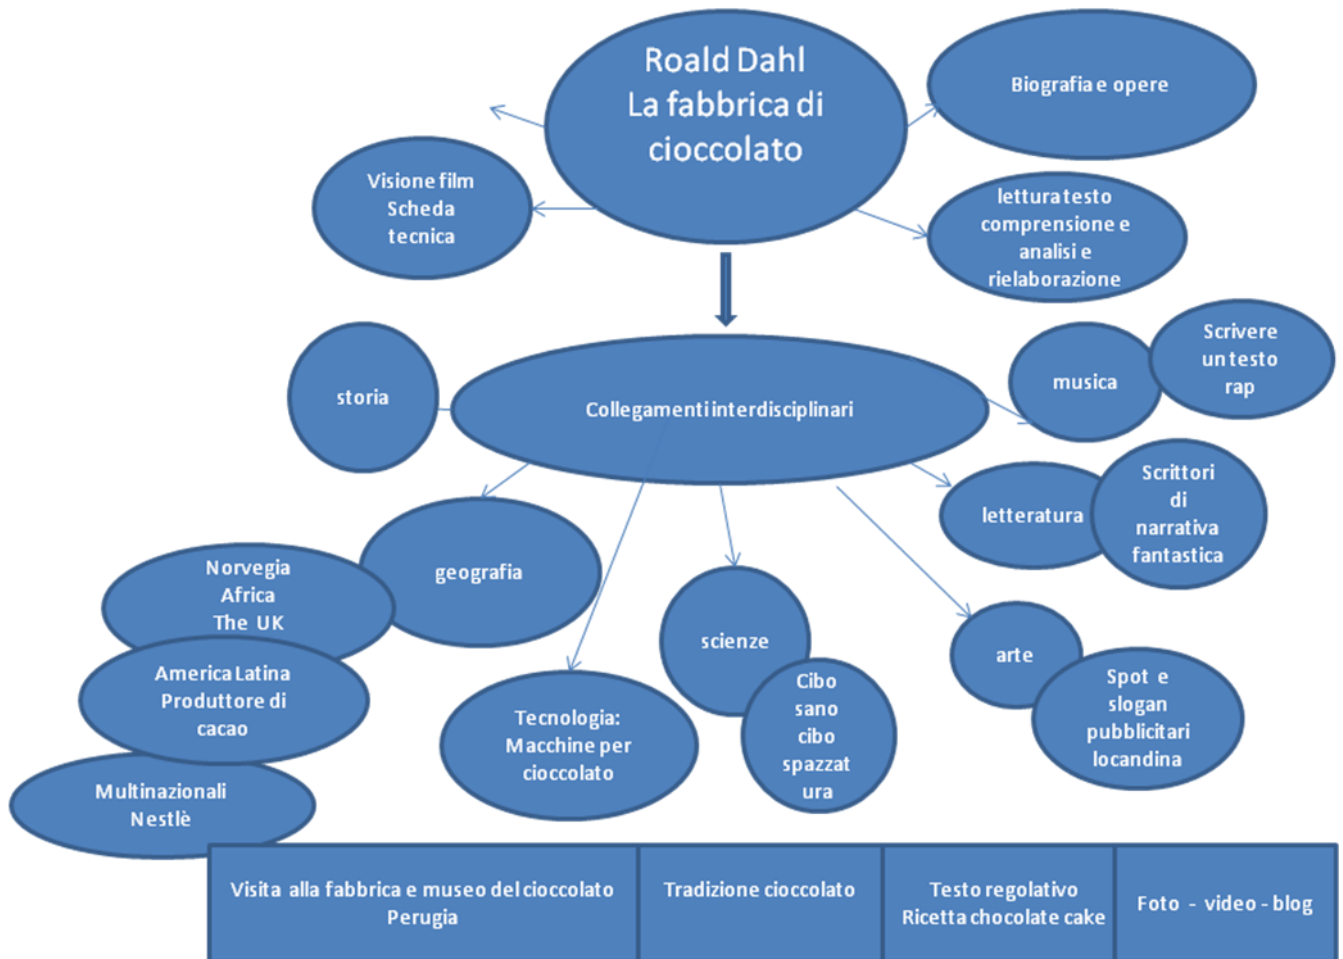 Roald Dahl
La fabbrica di
cioccolato
Biografia e opere
Visione film
Scheda
tecnica
lettura testo
comprensione e
analisi e
rielaborazione
storia
Collegamenti interdisciplinari
musica
Scrivere
un testo
rap
letteratura
Scrittori
di
narrativa
fantastica
geografia
Norvegia
Africa
The UK
America Latina
Produttore di
cacao
Multinazionali
Nestlè
Tecnologia:
Macchine per
cioccolato
scienze
Cibo
sano
cibo
spazzat
ura
arte
Spot e
slogan
pubblicitari
locandina
Visita alla fabbrica e museo del cioccolato
Perugia
Tradizione cioccolato
Testo regolativo
Ricetta chocolate cake
Foto - video - blog